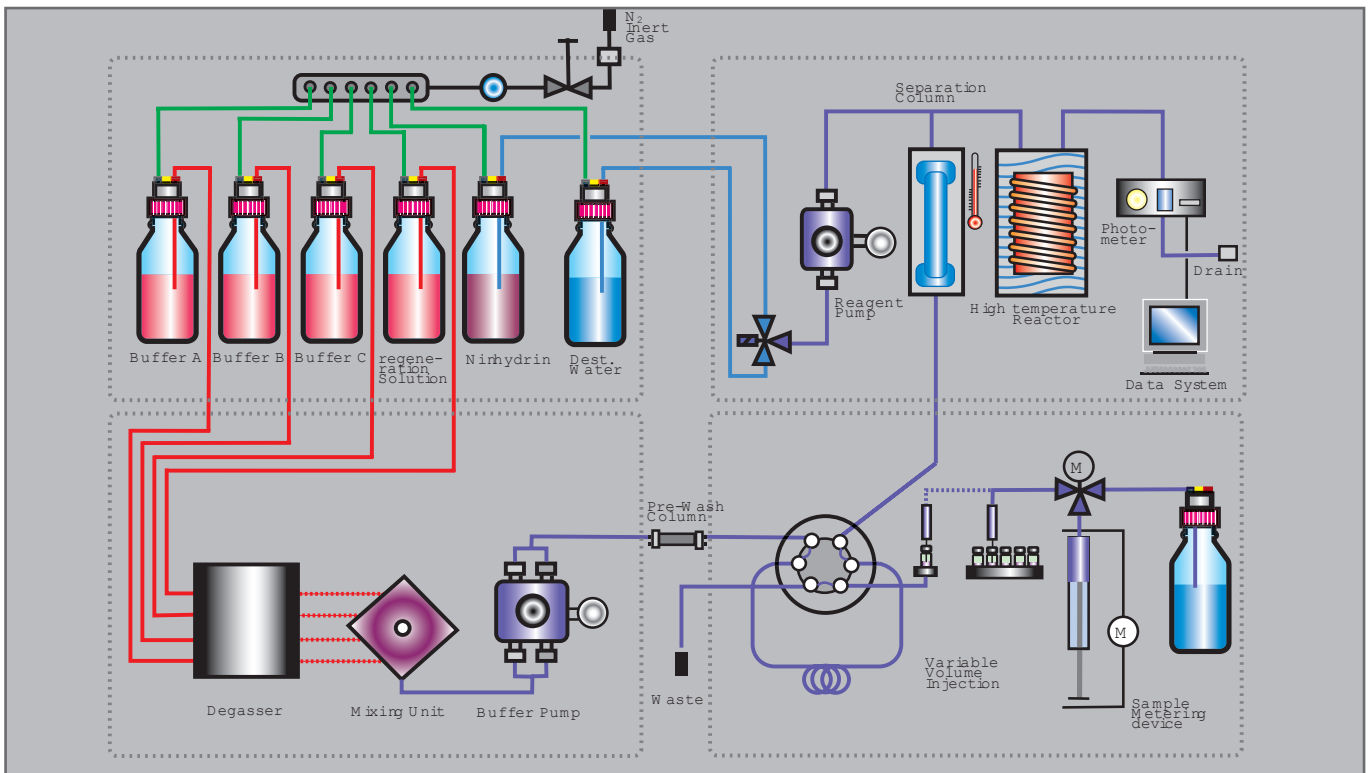 N₂
Inert
Gas
Separation
Column
Photo-
meter
Drain
Reagent
Pump
High temperature
Reactor
Buffer A
Buffer B
Buffer C
regene-
ration
Solution
Ninhydrin
Dest.
Water
Data System
M
Pre-Wash
Column
M
Variable
Volume
Injection
Waste
Degasser
Mixing Unit
Buffer Pump
Sample
Metering
device